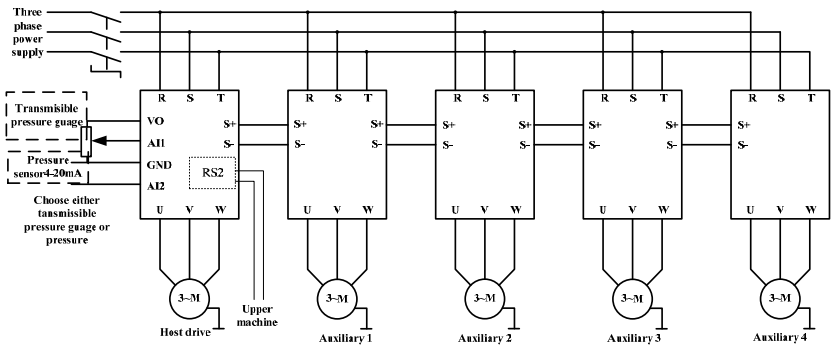 Three
phase
power
supply
R S T
R S T
R S T
R S T
R S T
Transmisible
pressure guage
VO
AI1
GND
AI2
Pressure
sensor4-20mA
RS2
S+
S-
S+
S-
S+
S-
S+
S-
S+
S-
S+
S-
S+
S-
S+
S-
Choose either
tansmissible
pressure guage or
pressure
U V W
U V W
U V W
U V W
U V W
3~M
3~M
3~M
3~M
3~M
Host drive
Upper
machine
Auxiliary 1
Auxiliary 2
Auxiliary 3
Auxiliary 4